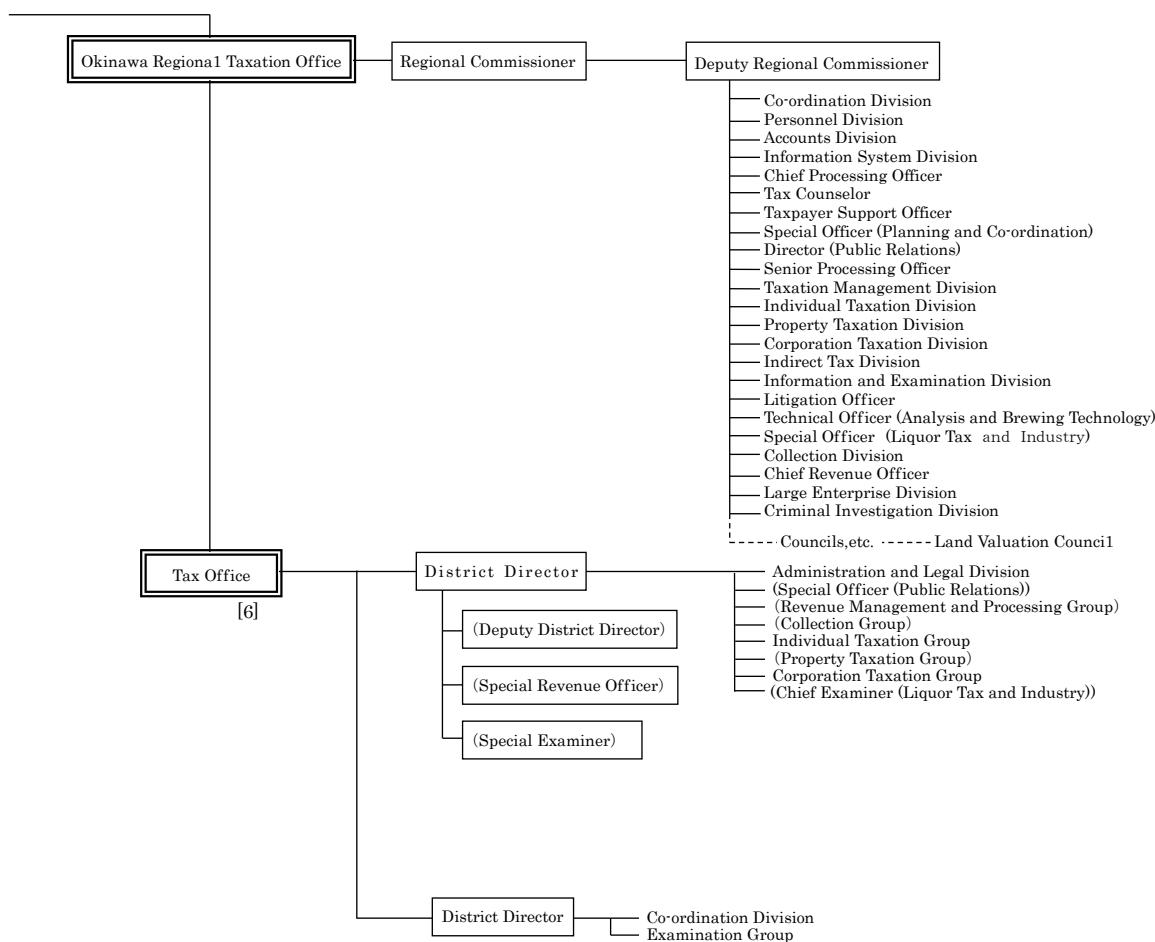 Okinawa Regiona1 Taxation Office
Regional Commissioner
Deputy Regional Commissioner
Co-ordination Division
Personnel Division
Accounts Division
Information System Division
Chief Processing Officer
Tax Counselor
Taxpayer Support Officer
Special Officer (Planning and Co-ordination)
Director (Public Relations)
Senior Processing Officer
Taxation Management Division
Individual Taxation Division
Property Taxation Division
Corporation Taxation Division
Indirect Tax Division
Information and Examination Division
Litigation Officer
Technical Officer (Analysis and Brewing Technology)
Special Officer (Liquor Tax and Industry)
Collection Division
Chief Revenue Officer
Large Enterprise Division
Criminal Investigation Division
Councils,etc.
Land Valuation Counci1
Tax Office
[6]
District Director
(Deputy District Director)
(Special Revenue Officer)
(Special Examiner)
Administration and Legal Division
(Special Officer (Public Relations))
(Revenue Management and Processing Group)
(Collection Group)
Individual Taxation Group
(Property Taxation Group)
Corporation Taxation Group
(Chief Examiner (Liquor Tax and Industry))
District Director
Co-ordination Division
Examination Group